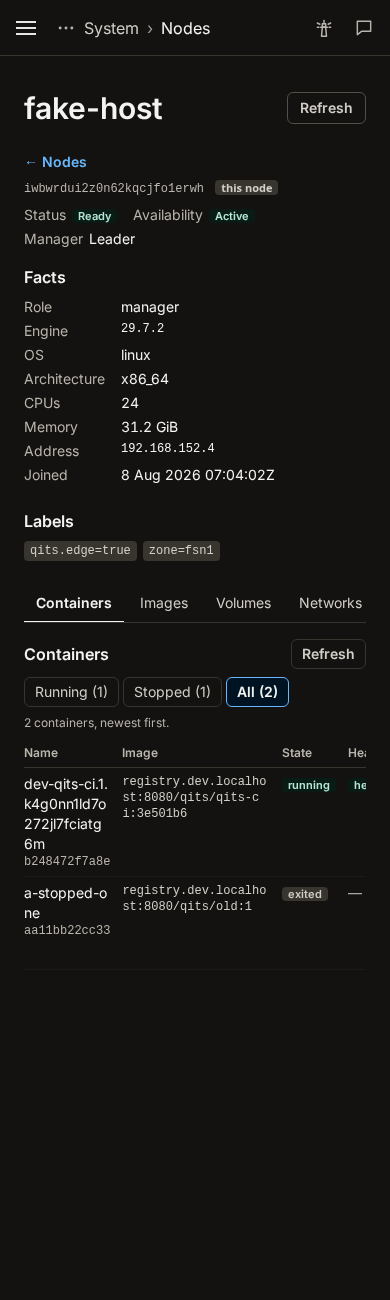 System › Nodes
fake-host
Refresh
← Nodes
iwbwrdui2z0n62kqcjfo1erwh this node
Status Ready Availability Active
Manager Leader
Facts
Role manager
Engine 29.7.2
OS linux
Architecture x86_64
CPUs 24
Memory 31.2 GiB
Address 192.168.152.4
Joined 8 Aug 2026 07:04:02Z
Labels
qits.edge=true zone=fsn1
Containers Images Volumes Networks
Containers Refresh
Running (1) Stopped (1) All (2)
2 containers, newest first.
Name Image State Hea
dev-qits-ci.1. registry.dev.localho running he
k4g0nn1ld7o st:8080/qits/qits-c
272jl7fciatg i:3e501b6
6m
b248472f7a8e
a-stopped-o registry.dev.localho exited —
ne st:8080/qits/old:1
aa11bb22cc33